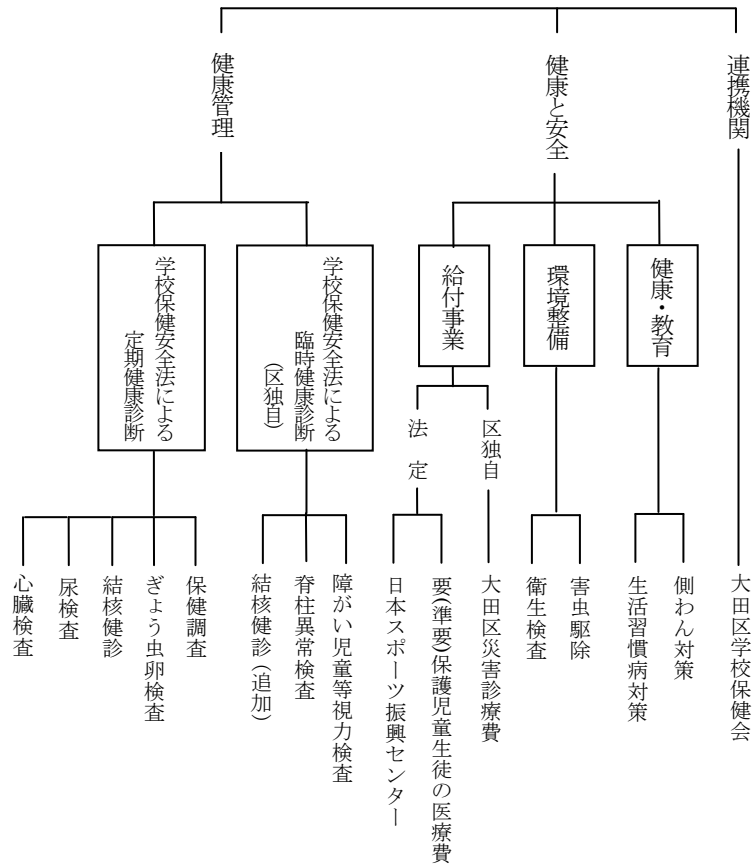 連携機関
健康と安全
健康管理
健康・教育
環境整備
給付事業
学校保健安全法による
臨時健康診断
(区独自)
学校保健安全法による
定期健康診断
区独自
法定
大田区学校保健会
側わん対策
生活習慣病対策
害虫駆除
衛生検査
大田区災害診療費
要(準要)保護児童生徒の医療費
日本スポーツ振興センター
障がい児童等視力検査
脊柱異常検査
結核健診(追加)
保健調査
ぎょう虫卵検査
結核健診
尿検査
心臓検査